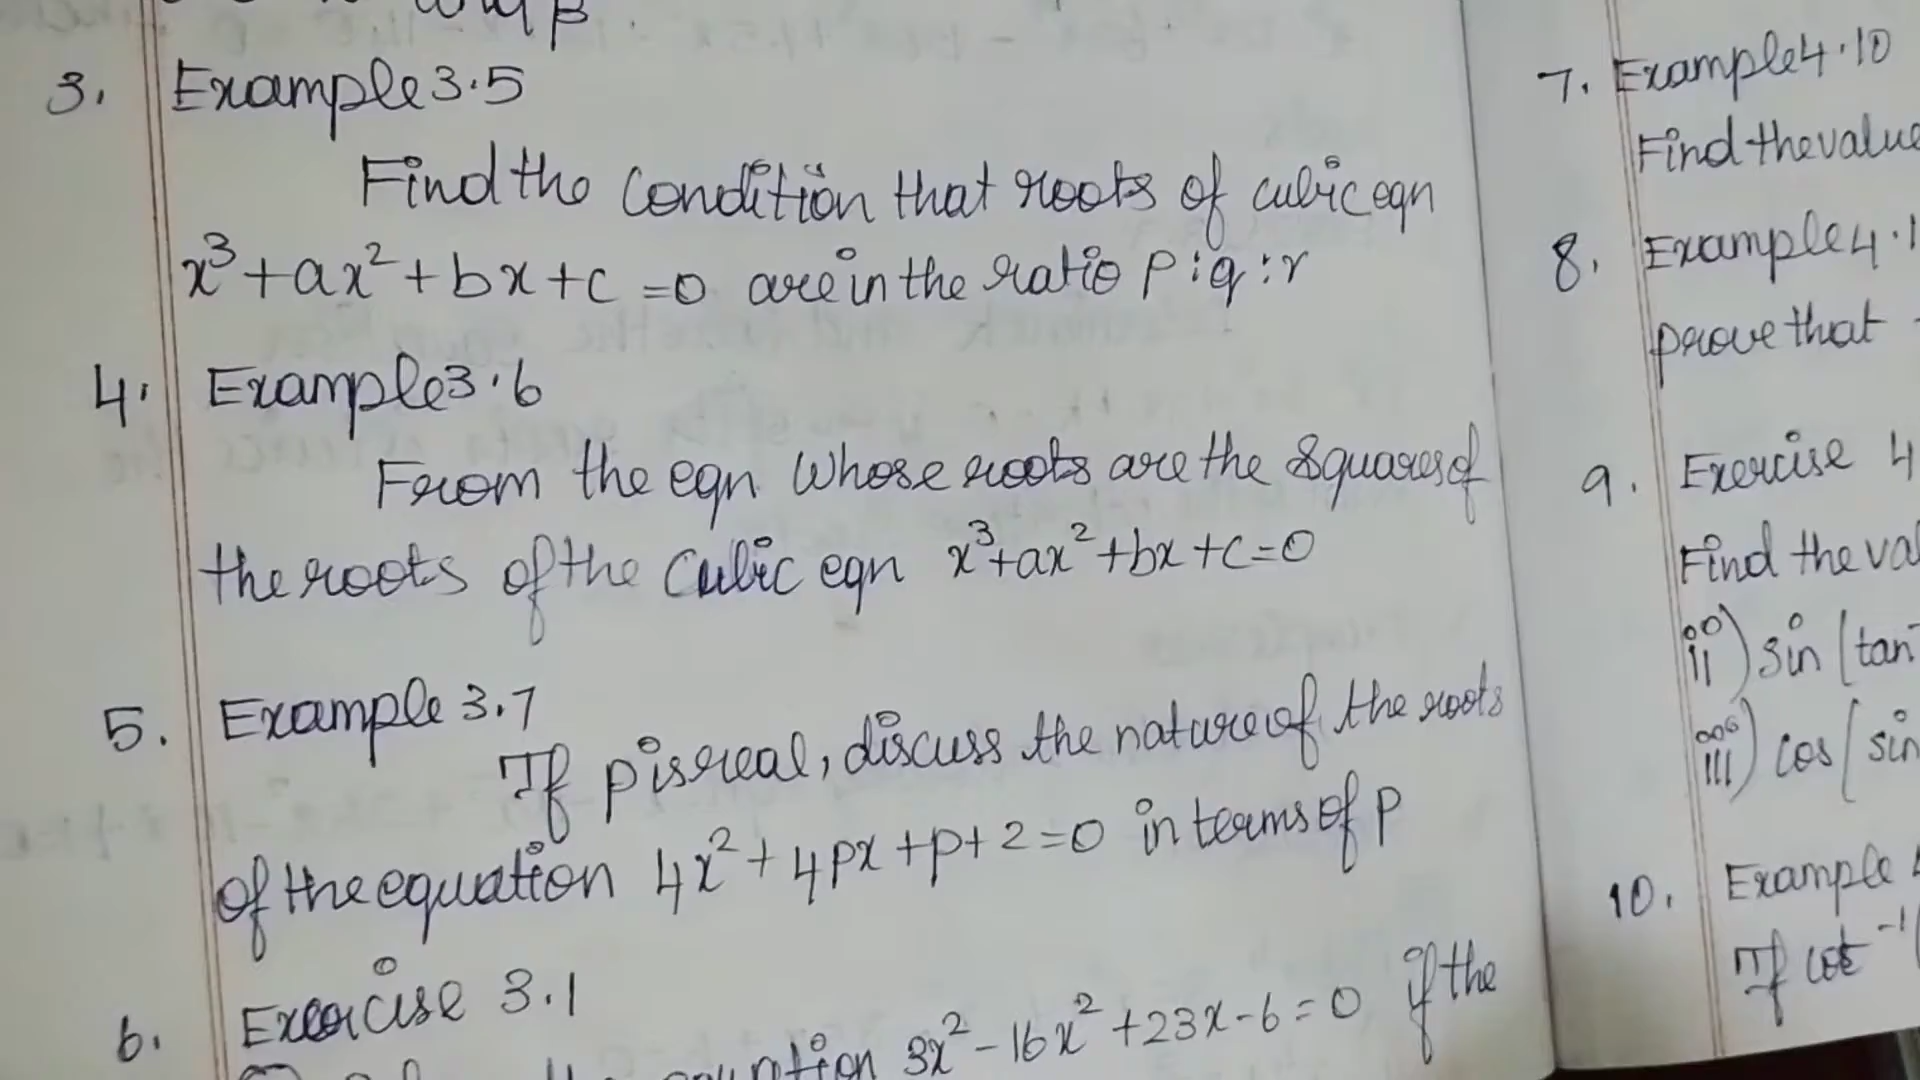 and β
3. Example 3.5
Find the condition that roots of cubic eqn
x³+ax²+bx+c=0 are in the ratio p:q:r
4. Example 3.6
From the eqn whose roots are the squares of
the roots of the cubic eqn x³+ax²+bx+c=0
5. Example 3.7
If p is real, discuss the nature of the roots
of the equation 4x²+4px+p+2=0 in terms of p
6. Exercise 3.1
equation 3x²-16x²+23x-6=0 if the
7. Example 4.10
Find the value
8. Example 4.1
prove that
9. Exercise 4
Find the val
ii) sin(tan
iii) cos(sin
10. Example
If cot⁻¹(